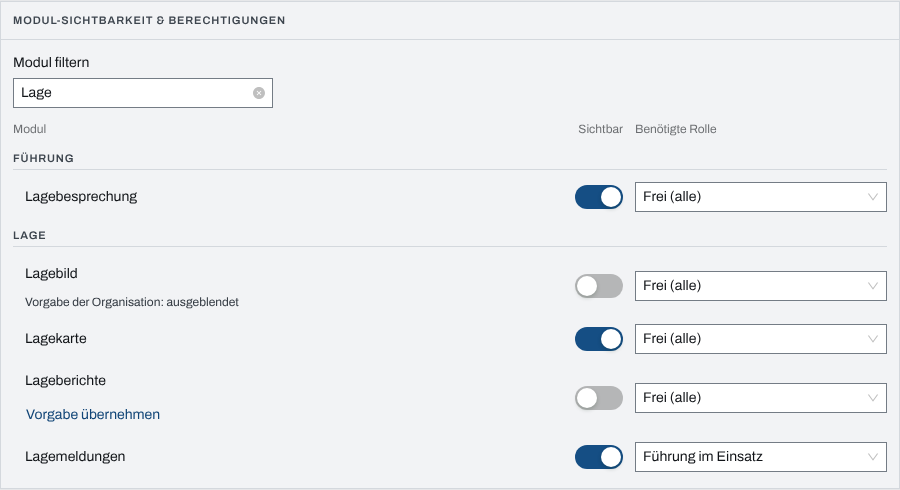 MODUL-SICHTBARKEIT & BERECHTIGUNGEN
Modul filtern
Lage
Modul Sichtbar Benötigte Rolle
FÜHRUNG
Lagebesprechung Frei (alle)
LAGE
Lagebild Frei (alle)
Vorgabe der Organisation: ausgeblendet
Lagekarte Frei (alle)
Lageberichte Frei (alle)
Vorgabe übernehmen
Lagemeldungen Führung im Einsatz